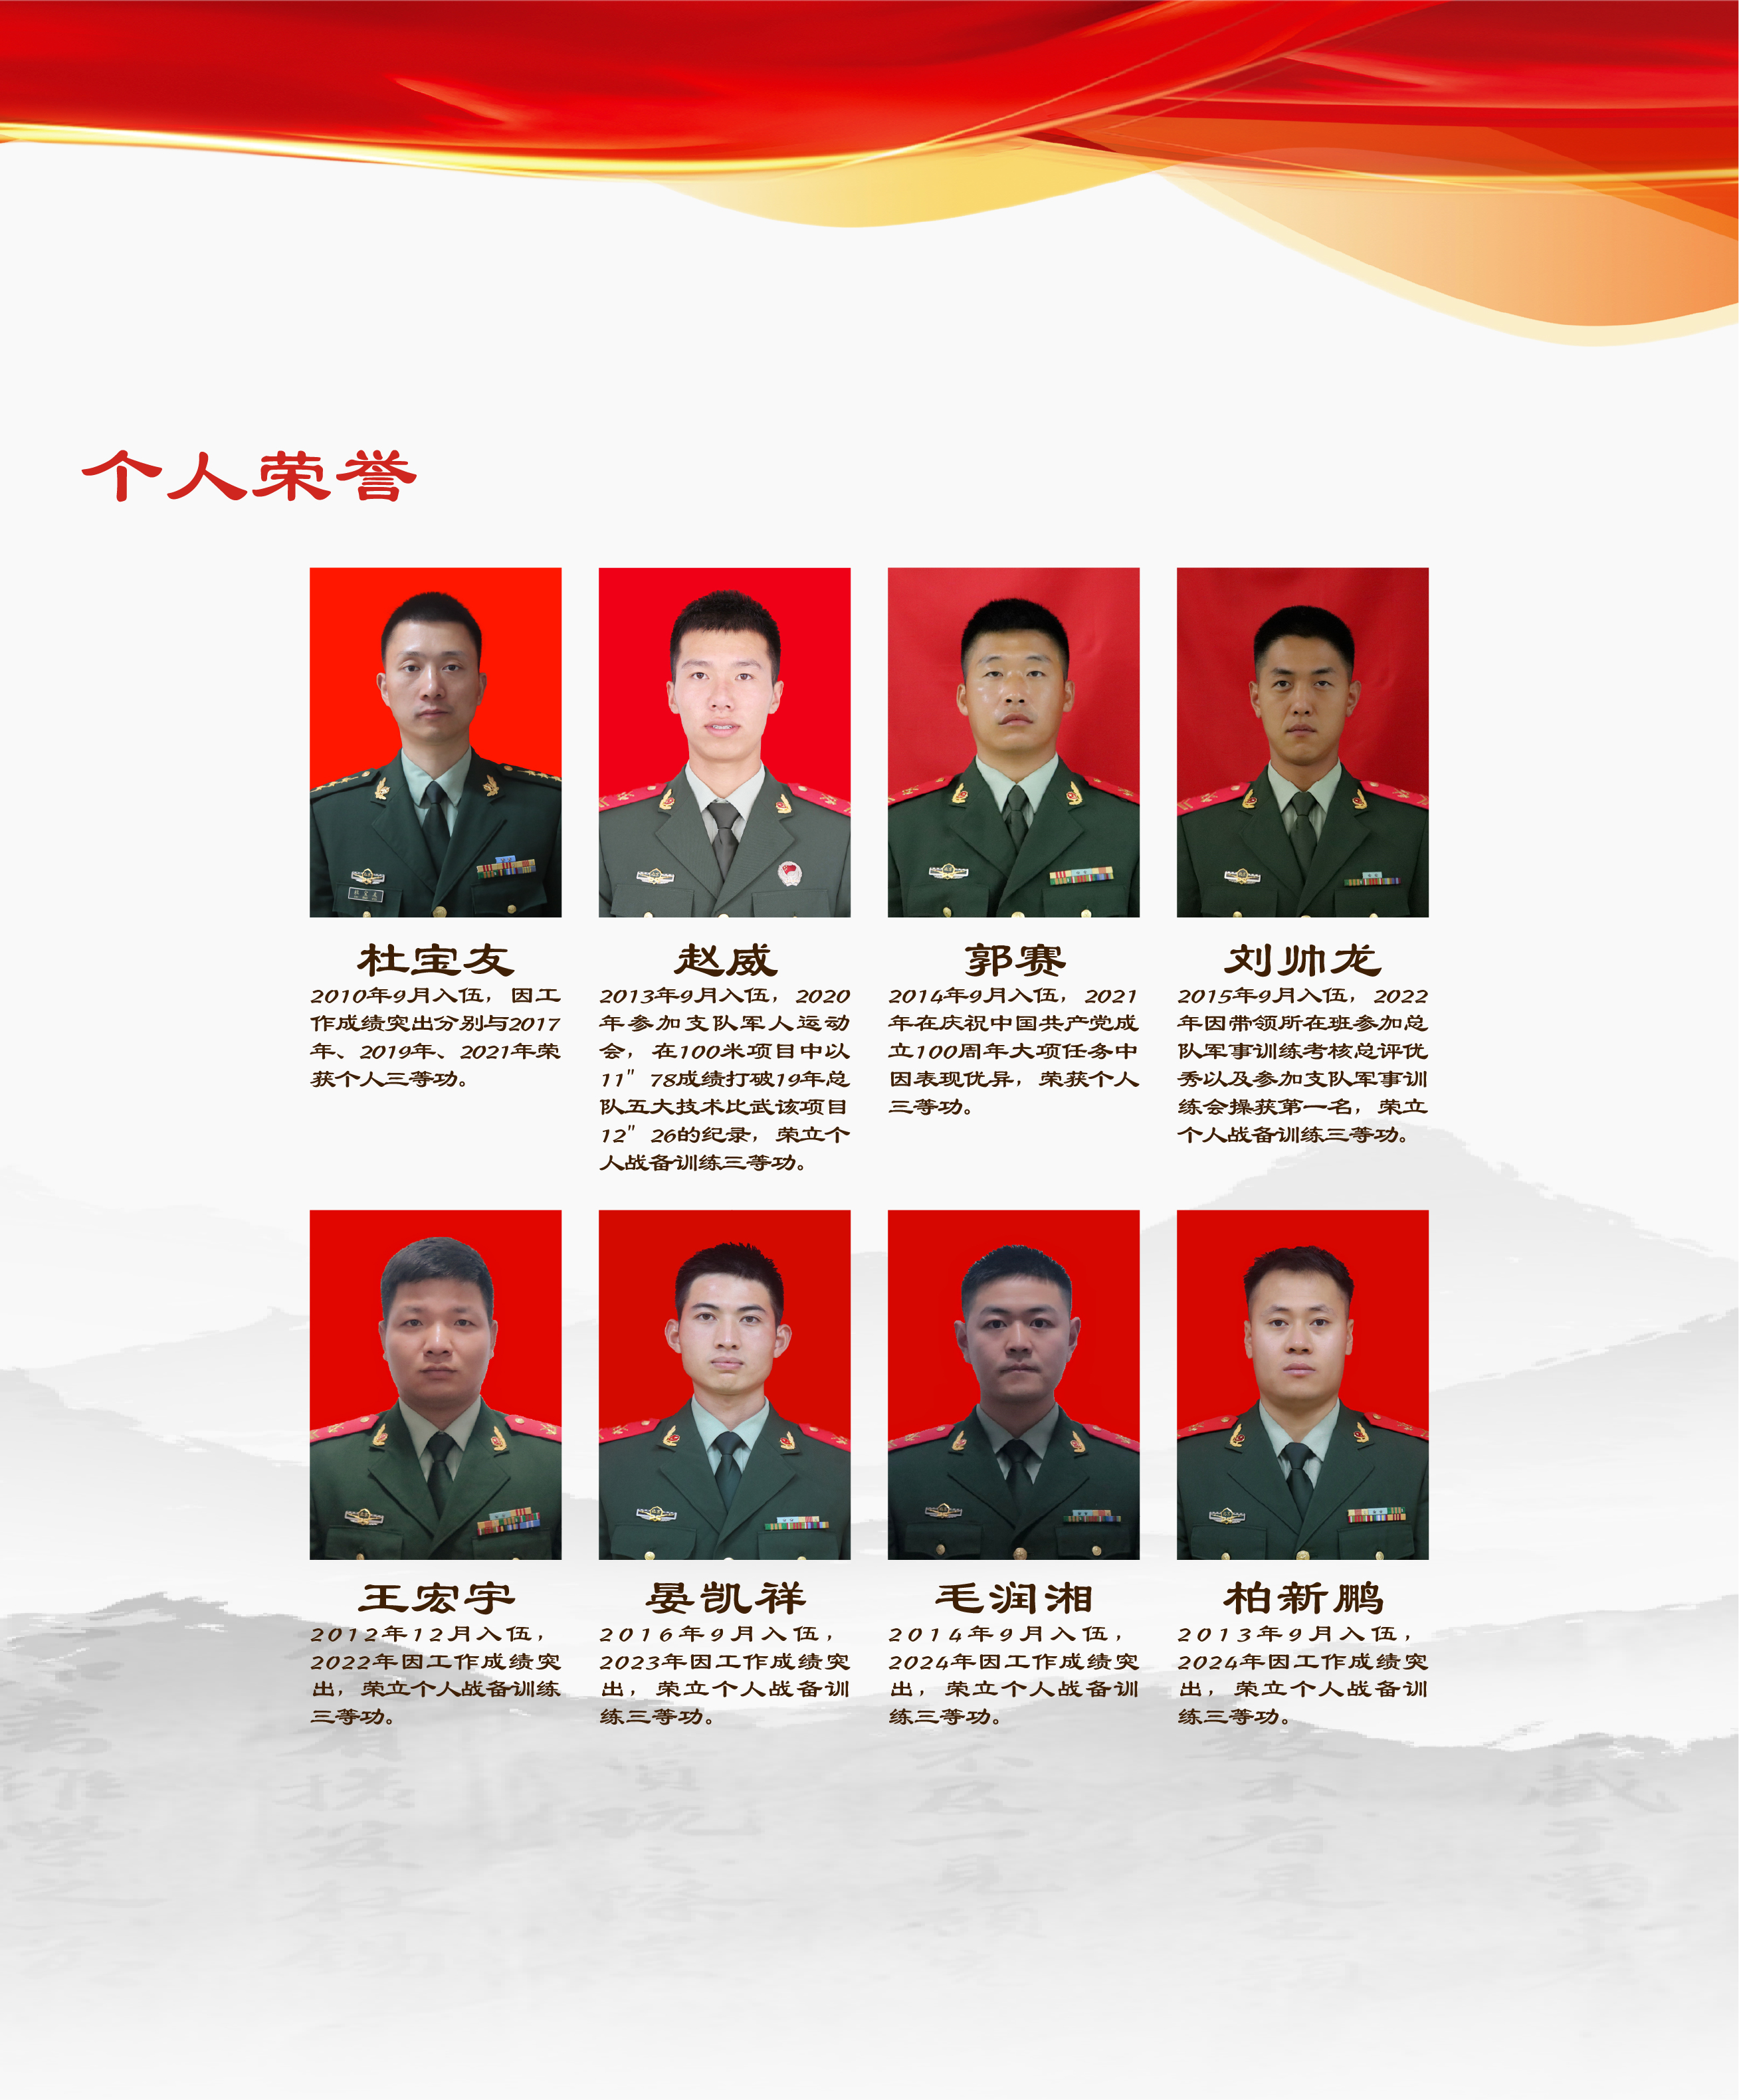 个人荣誉
杜宝友
2010年9月入伍，因工
作成绩突出分别与2017
年、2019年、2021年荣
获个人三等功。
赵威
2013年9月入伍，2020
年参加支队军人运动
会，在100米项目中以
11"78成绩打破19年总
队五大技术比武该项目
12"26的纪录，荣立个
人战备训练三等功。
郭赛
2014年9月入伍，2021
年在庆祝中国共产党成
立100周年大项任务中
因表现优异，荣获个人
三等功。
刘帅龙
2015年9月入伍，2022
年因带领所在班参加总
队军事训练考核总评优
秀以及参加支队军事训
练会操获第一名，荣立
个人战备训练三等功。
王宏宇
2012年12月入伍，
2022年因工作成绩突
出，荣立个人战备训练
三等功。
晏凯祥
2016年9月入伍，
2023年因工作成绩突
出，荣立个人战备训
练三等功。
毛润湘
2014年9月入伍，
2024年因工作成绩突
出，荣立个人战备训
练三等功。
柏新鹏
2013年9月入伍，
2024年因工作成绩突
出，荣立个人战备训
练三等功。